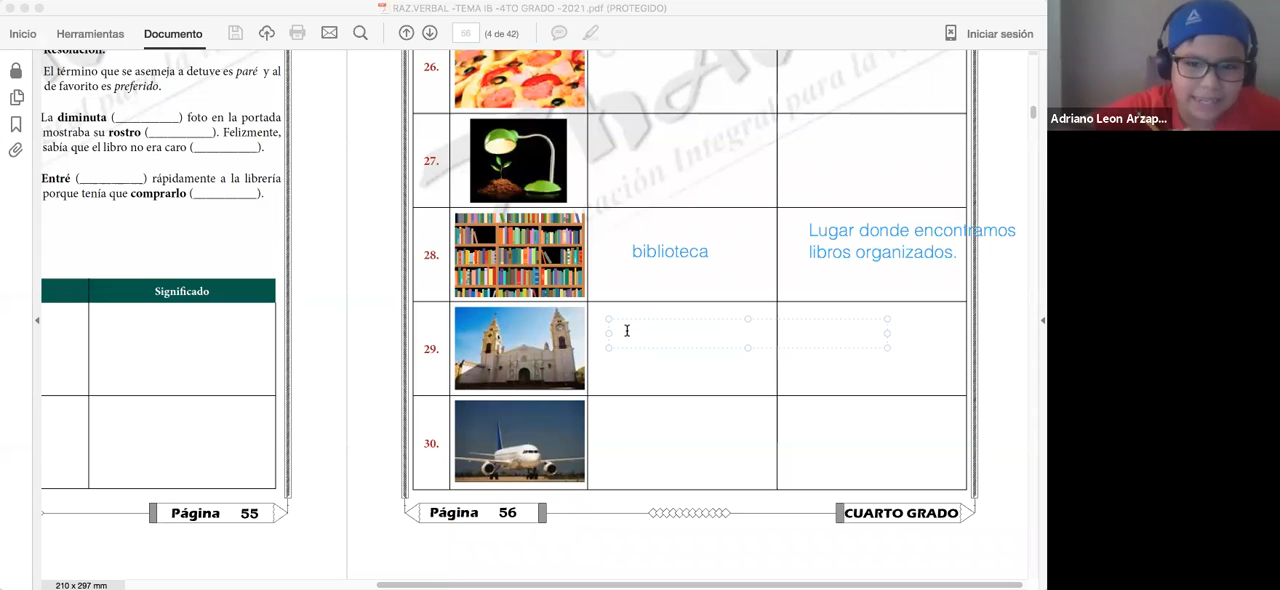 RAZ.VERBAL -TEMA IB -4TO GRADO -2021.pdf (PROTEGIDO)
Inicio Herramientas Documento
56 (4 de 42)
Iniciar sesión
Resolución:
El término que se asemeja a detuve es paré y al
de favorito es preferido.
La diminuta (__________) foto en la portada
mostraba su rostro (__________). Felizmente,
sabía que el libro no era caro (__________).
Entré (__________) rápidamente a la librería
porque tenía que comprarlo (__________).
Significado
Página 55
26.
27.
28.
biblioteca
Lugar donde encontramos
libros organizados.
29.
30.
Página 56
CUARTO GRADO
210 x 297 mm
Integral para la
Adriano Leon Arzap...